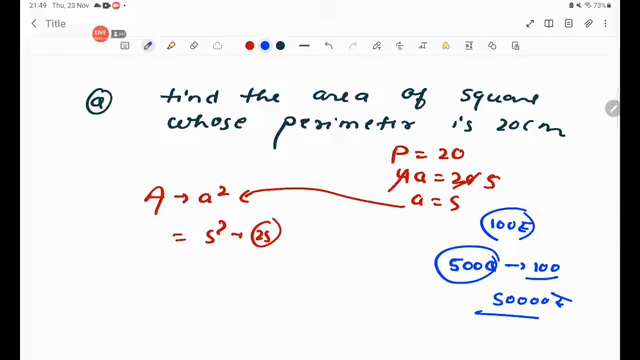 21:49 Thu, 23 Nov
73%
Title
LIVE
a find the area of square
whose perimeter is 20cm
P = 20
4a = 20 5
a = 5
A → a²
= 5² → 25
100₹
5000 → 100
50000₹